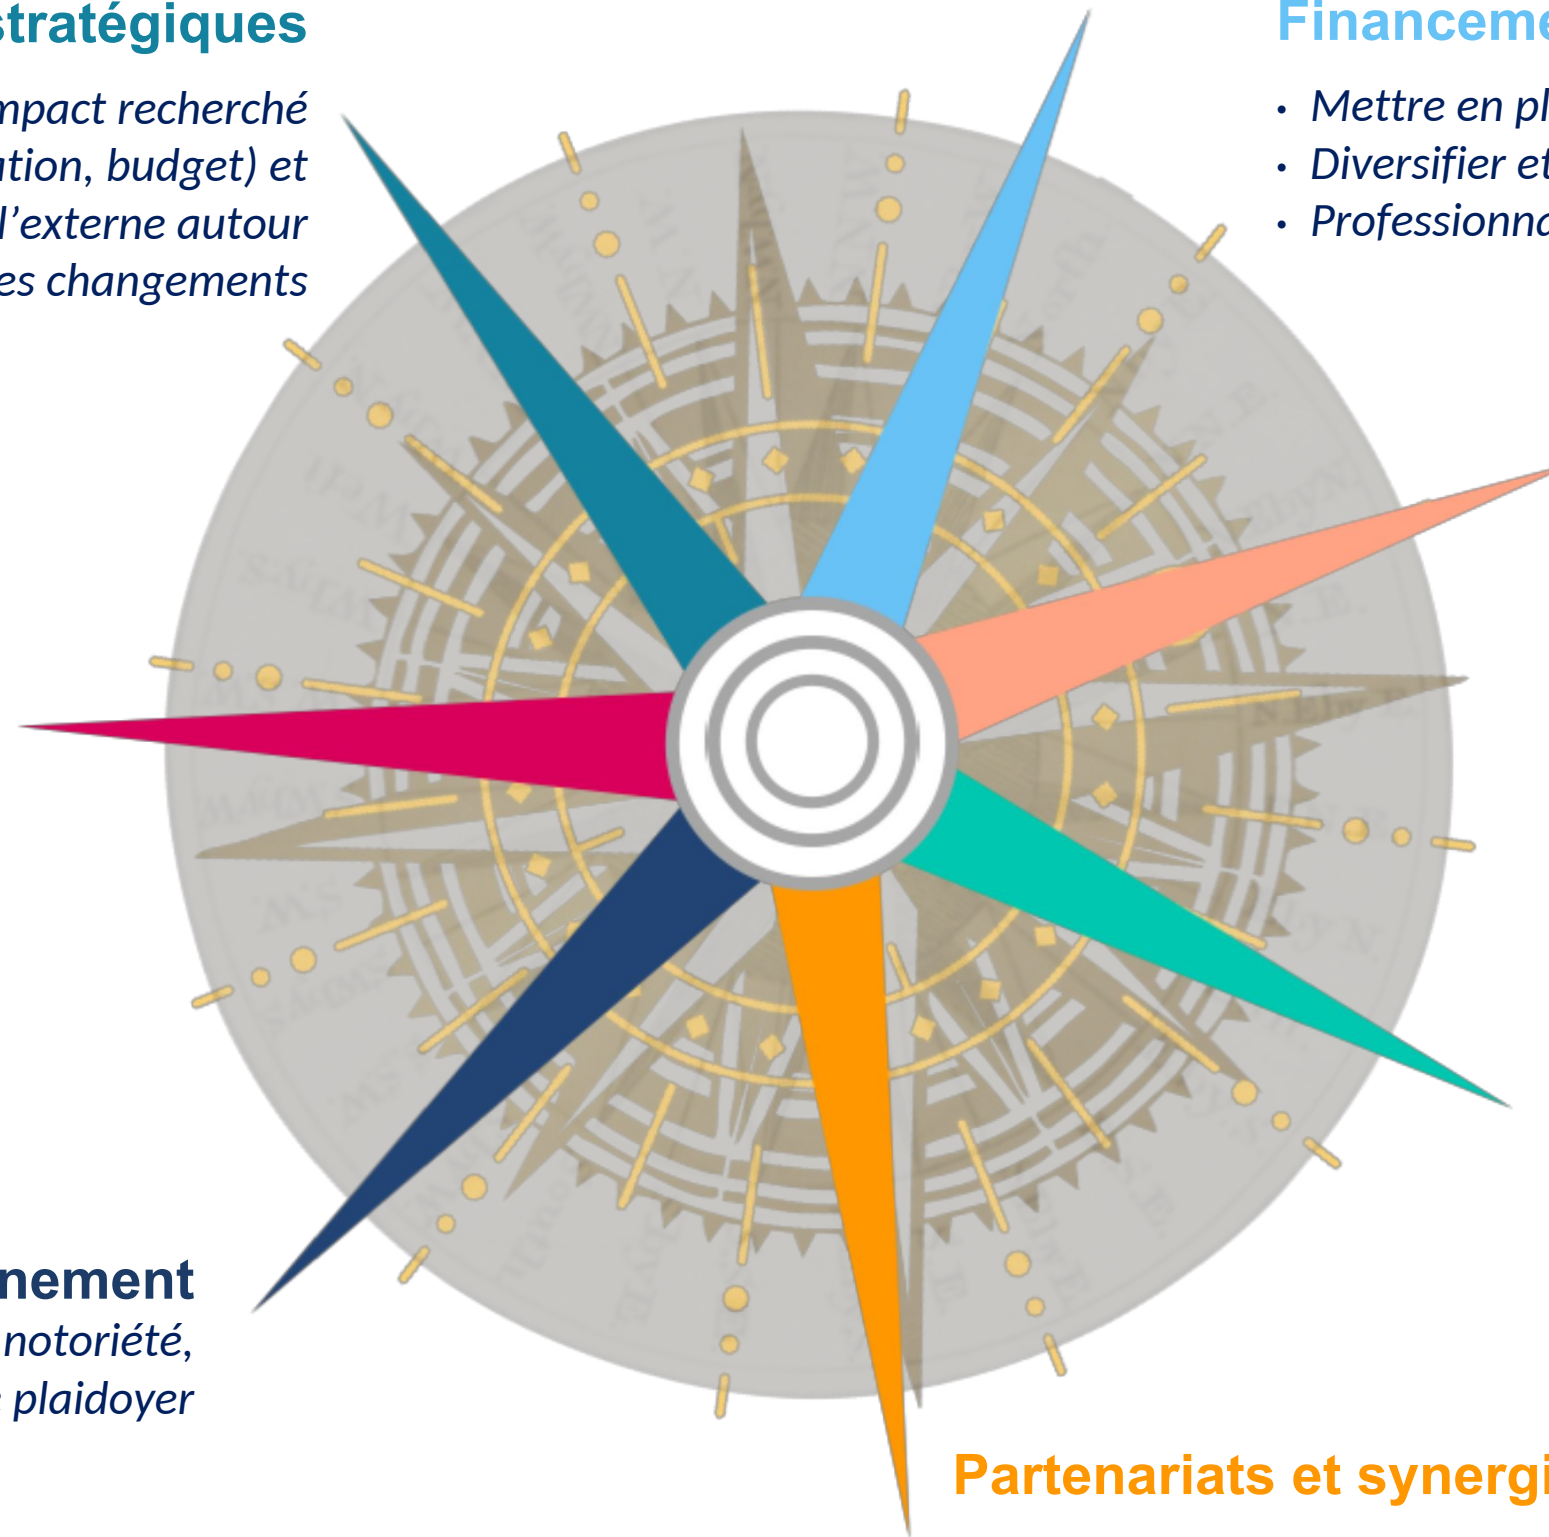 stratégiques
mpact recherché
ation, budget) et
l’externe autour
es changements
Financeme
• Mettre en pl
• Diversifier et
• Professionna
nement
notoriété,
plaidoyer
Partenariats et synergi